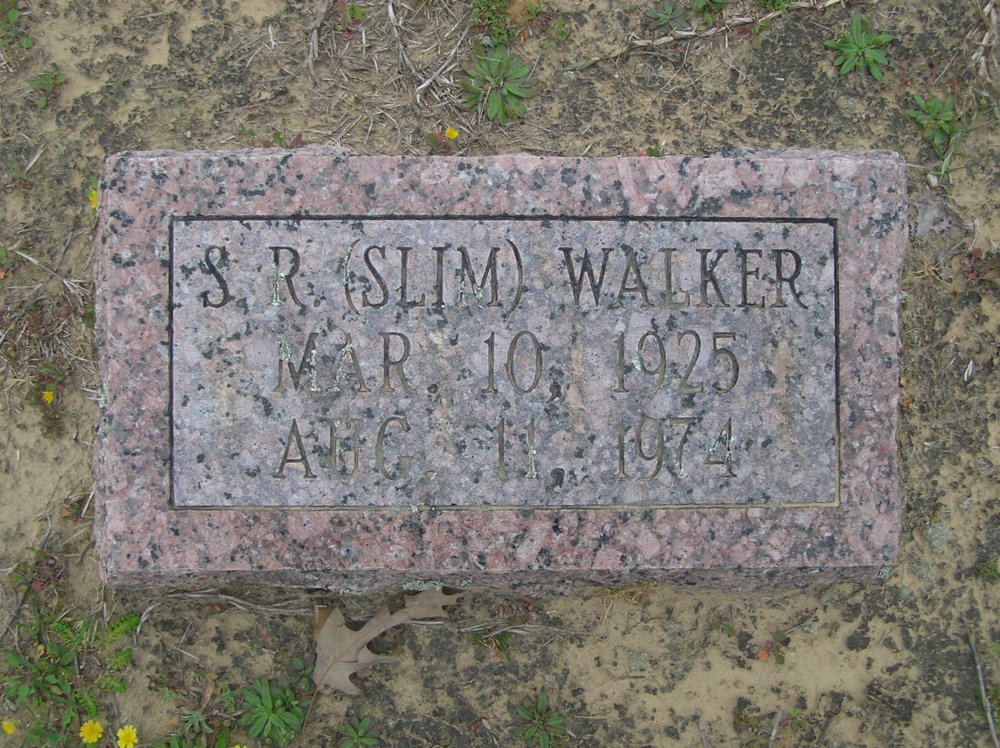 S. R. (SLIM) WALKER
MAR. 10, 1925
AUG. 11, 1974